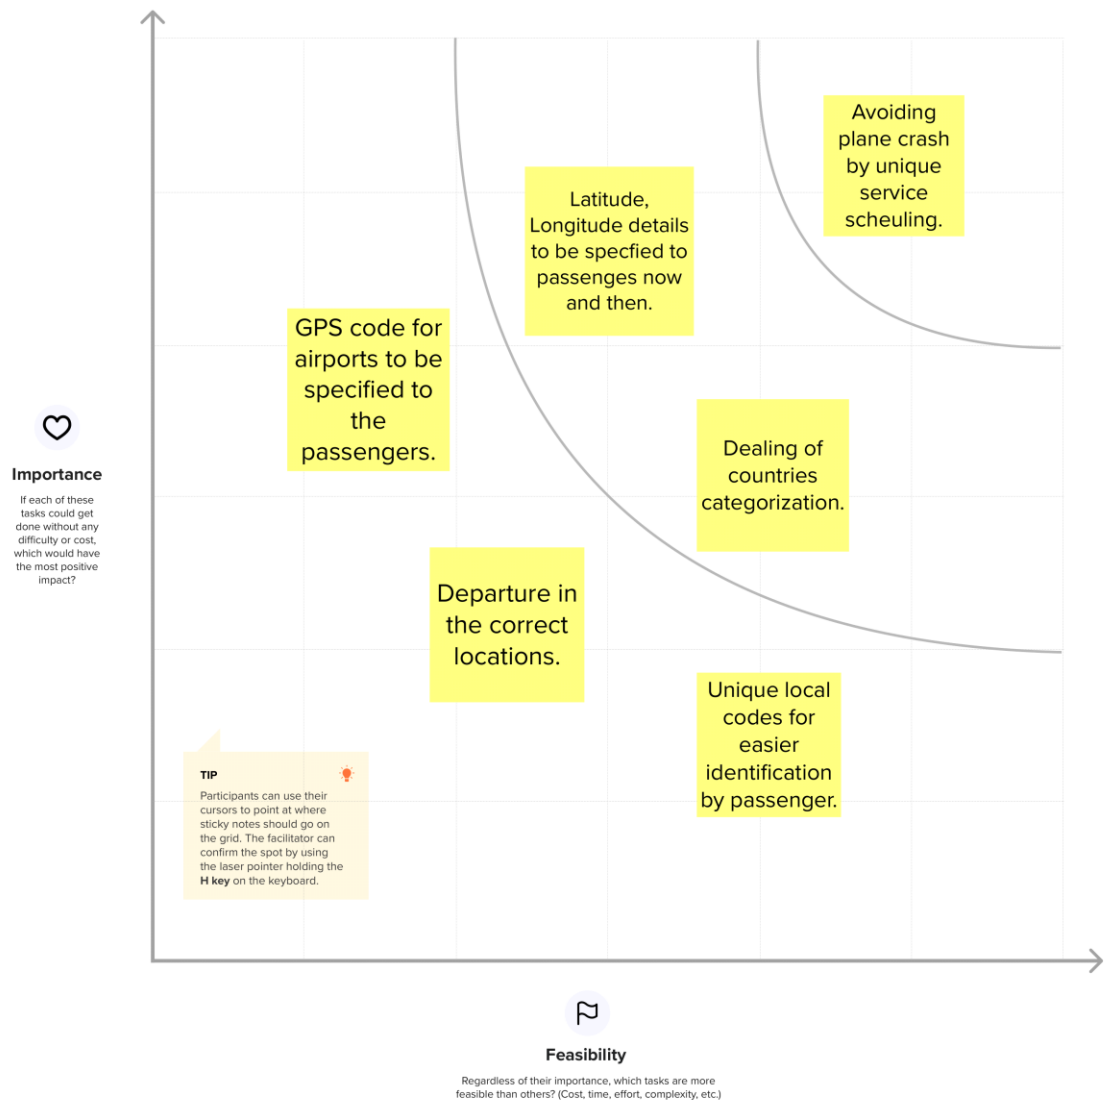 Avoiding
plane crash
by unique
service
scheuling.
Latitude,
Longitude details
to be specfied to
passenges now
and then.
GPS code for
airports to be
specified to
the
passengers.
Dealing of
countries
categorization.
Importance
If each of these
tasks could get
done without any
difficulty or cost,
which would have
the most positive
impact?
Departure in
the correct
locations.
Unique local
codes for
easier
identification
by passenger.
TIP
Participants can use their
cursors to point at where
sticky notes should go on
the grid. The facilitator can
confirm the spot by using
the laser pointer holding the
H key on the keyboard.
Feasibility
Regardless of their importance, which tasks are more
feasible than others? (Cost, time, effort, complexity, etc.)